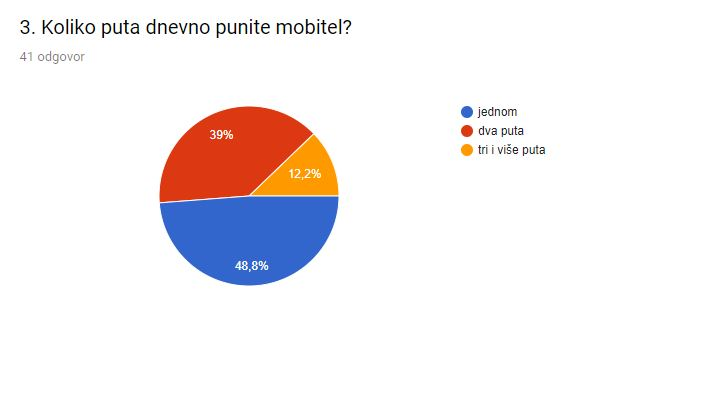 3. Koliko puta dnevno punite mobitel?
41 odgovor
jednom
dva puta
tri i više puta
39%
12,2%
48,8%